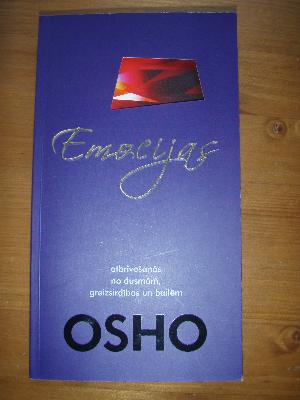 Emocijas
atbrīvošanās
no dusmām,
greizsirdības un bailēm
OSHO